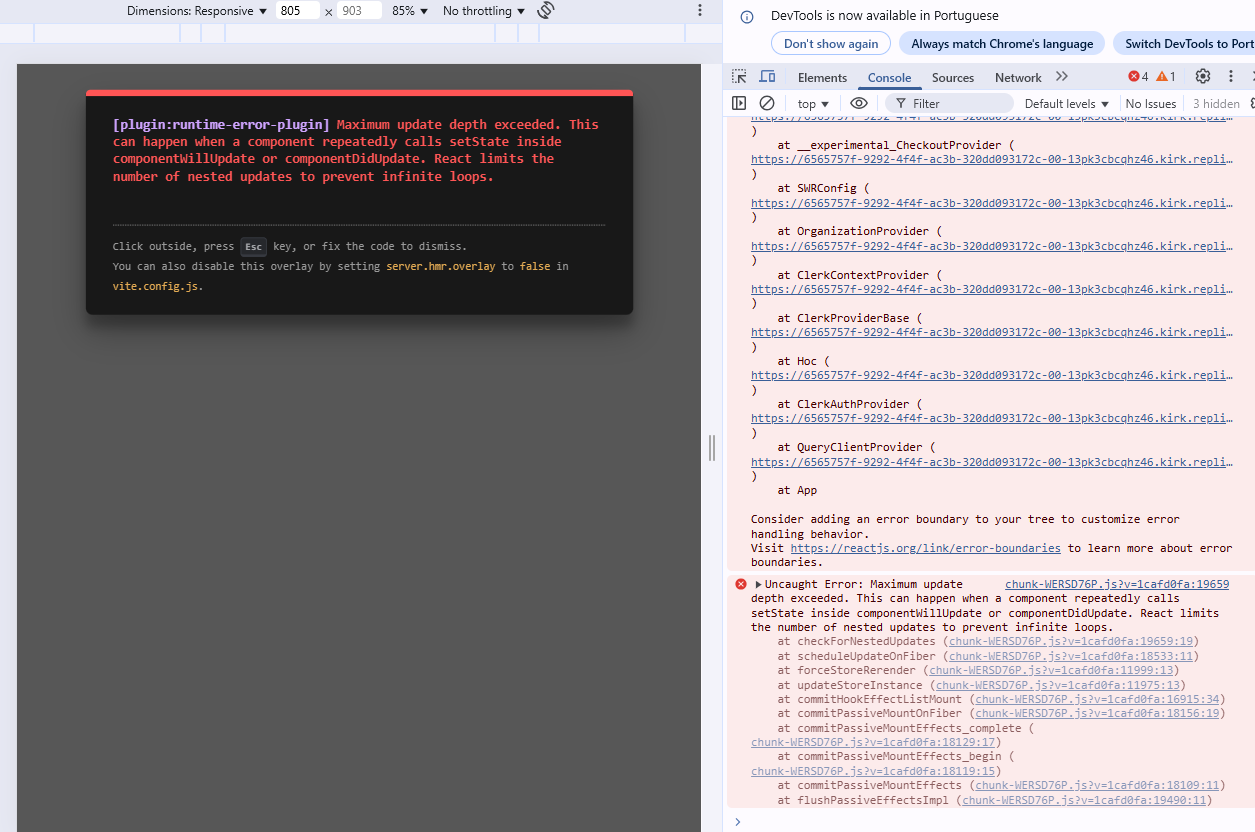 Dimensions: Responsive ▼ 805 × 903 85% ▼ No throttling ▼
[plugin:runtime-error-plugin] Maximum update depth exceeded. This
can happen when a component repeatedly calls setState inside
componentWillUpdate or componentDidUpdate. React limits the
number of nested updates to prevent infinite loops.
Click outside, press Esc key, or fix the code to dismiss.
You can also disable this overlay by setting server.hmr.overlay to false in
vite.config.js.
DevTools is now available in Portuguese
Don't show again Always match Chrome's language Switch DevTools to Port
Elements Console Sources Network 4 1
top ▼ Filter Default levels ▼ No Issues 3 hidden
https://6565757f-9292-4f4f-ac3b-320dd093172c-00-13pk3cbcqhz46.kirk.repli…
)
at __experimental_CheckoutProvider (
https://6565757f-9292-4f4f-ac3b-320dd093172c-00-13pk3cbcqhz46.kirk.repli…
)
at SWRConfig (
https://6565757f-9292-4f4f-ac3b-320dd093172c-00-13pk3cbcqhz46.kirk.repli…
)
at OrganizationProvider (
https://6565757f-9292-4f4f-ac3b-320dd093172c-00-13pk3cbcqhz46.kirk.repli…
)
at ClerkContextProvider (
https://6565757f-9292-4f4f-ac3b-320dd093172c-00-13pk3cbcqhz46.kirk.repli…
)
at ClerkProviderBase (
https://6565757f-9292-4f4f-ac3b-320dd093172c-00-13pk3cbcqhz46.kirk.repli…
)
at Hoc (
https://6565757f-9292-4f4f-ac3b-320dd093172c-00-13pk3cbcqhz46.kirk.repli…
)
at ClerkAuthProvider (
https://6565757f-9292-4f4f-ac3b-320dd093172c-00-13pk3cbcqhz46.kirk.repli…
)
at QueryClientProvider (
https://6565757f-9292-4f4f-ac3b-320dd093172c-00-13pk3cbcqhz46.kirk.repli…
)
at App
Consider adding an error boundary to your tree to customize error
handling behavior.
Visit https://reactjs.org/link/error-boundaries to learn more about error
boundaries.
▶Uncaught Error: Maximum update chunk-WERSD76P.js?v=1cafd0fa:19659
depth exceeded. This can happen when a component repeatedly calls
setState inside componentWillUpdate or componentDidUpdate. React limits
the number of nested updates to prevent infinite loops.
at checkForNestedUpdates (chunk-WERSD76P.js?v=1cafd0fa:19659:19)
at scheduleUpdateOnFiber (chunk-WERSD76P.js?v=1cafd0fa:18533:11)
at forceStoreRerender (chunk-WERSD76P.js?v=1cafd0fa:11999:13)
at updateStoreInstance (chunk-WERSD76P.js?v=1cafd0fa:11975:13)
at commitHookEffectListMount (chunk-WERSD76P.js?v=1cafd0fa:16915:34)
at commitPassiveMountOnFiber (chunk-WERSD76P.js?v=1cafd0fa:18156:19)
at commitPassiveMountEffects_complete (
chunk-WERSD76P.js?v=1cafd0fa:18129:17)
at commitPassiveMountEffects_begin (
chunk-WERSD76P.js?v=1cafd0fa:18119:15)
at commitPassiveMountEffects (chunk-WERSD76P.js?v=1cafd0fa:18109:11)
at flushPassiveEffectsImpl (chunk-WERSD76P.js?v=1cafd0fa:19490:11)